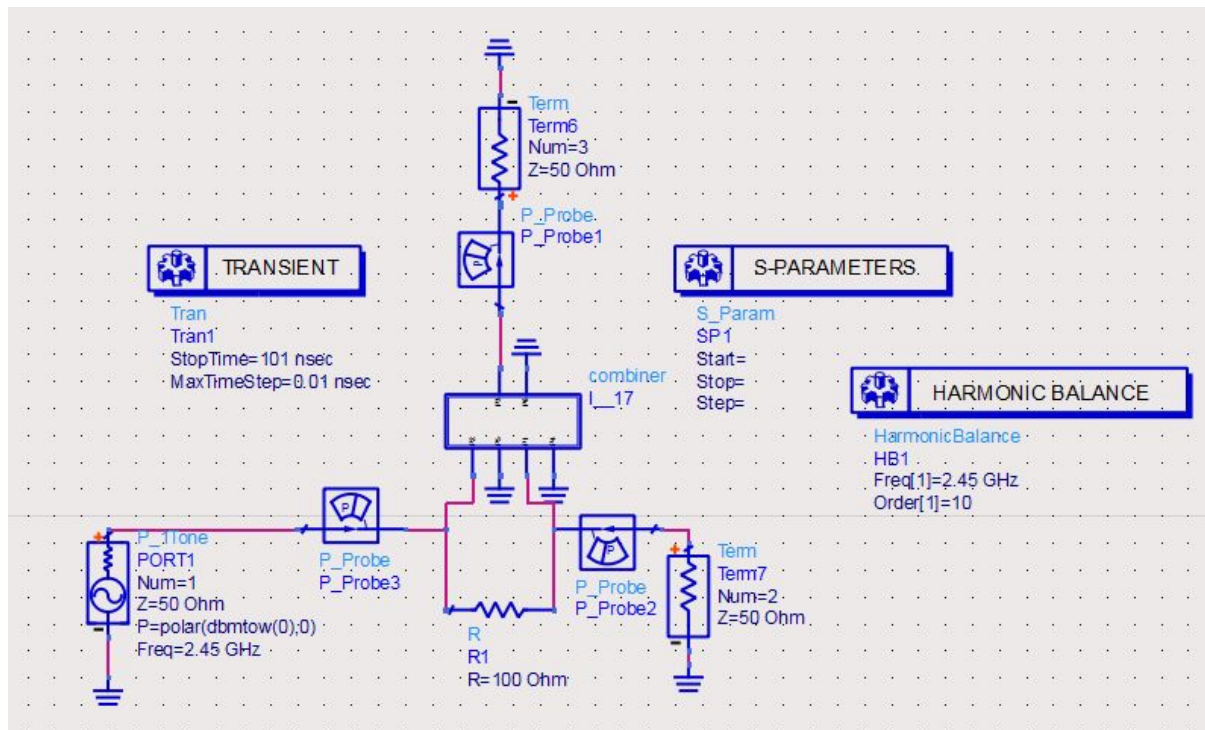 Term
Term6
Num=3
Z=50 Ohm
P_Probe
P_Probe1
TRANSIENT
Tran
Tran1
StopTime=101 nsec
MaxTimeStep=0.01 nsec
S-PARAMETERS
S_Param
SP1
Start=
Stop=
Step=
combiner
I__17
HARMONIC BALANCE
HarmonicBalance
HB1
Freq[1]=2.45 GHz
Order[1]=10
P_1Tone
PORT1
Num=1
Z=50 Ohm
P=polar(dbmtow(0),0)
Freq=2.45 GHz
P_Probe
P_Probe3
R
R1
R=100 Ohm
P_Probe
P_Probe2
Term
Term7
Num=2
Z=50 Ohm